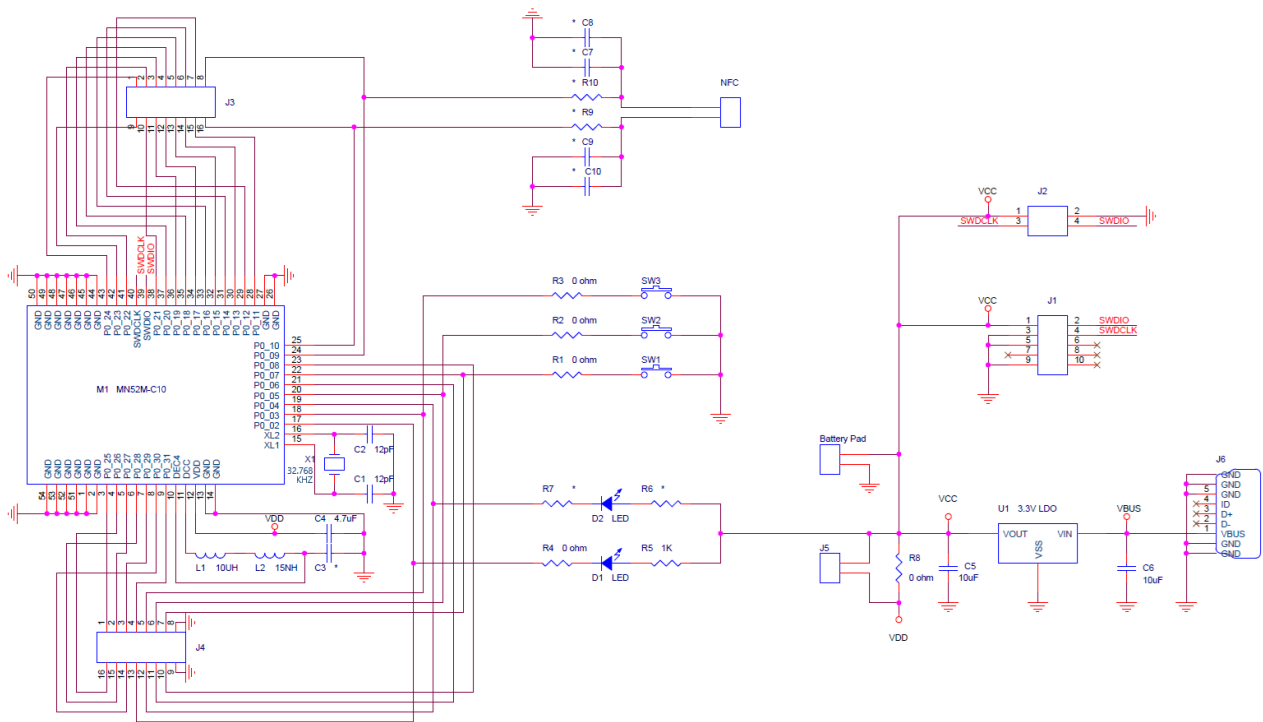 * C8
* C7
* R10
* R9
* C9
* C10
NFC
1 2 3 4 5 6 7 8
J3
9 10 11 12 13 14 15 16
SWDCLK
SWDIO
50 49 48 47 46 45 44 43 42 41 40 39 38 37 36 35 34 33 32 31 30 29 28 27 26
GND GND GND GND GND GND GND P0_24 P0_23 P0_22 SWDCLK SWDIO P0_21 P0_20 P0_19 P0_18 P0_17 P0_16 P0_15 P0_14 P0_13 P0_12 P0_11 GND GND
M1 MN52M-C10
P0_10 25
P0_09 24
P0_08 23
P0_07 22
P0_06 21
P0_05 20
P0_04 19
P0_03 18
P0_02 17
XL2 16
XL1 15
GND GND GND GND GND GND P0_25 P0_26 P0_27 P0_28 P0_29 P0_30 P0_31 DEC4 DCC VDD GND GND
54 53 52 51 1 2 3 4 5 6 7 8 9 10 11 12 13 14
X1
32.768
KHZ
C2 12pF
C1 12pF
VDD
C4 4.7uF
L1 10UH
L2 15NH
C3 *
1 2 3 4 5 6 7 8
J4
16 15 14 13 12 11 10 9
R3 0 ohm
SW3
R2 0 ohm
SW2
R1 0 ohm
SW1
R7 *
D2 LED
R6 *
R4 0 ohm
D1 LED
R5 1K
VCC
J2
1 2
SWDCLK 3 4 SWDIO
VCC
J1
1 2 SWDIO
3 4 SWDCLK
5 6
7 8
9 10
Battery Pad
J5
R8
0 ohm
VDD
VCC
C5
10uF
U1 3.3V LDO
VOUT VIN
VSS
VBUS
C6
10uF
J6
GND
GND
5 GND
4 ID
3 D+
2 D-
1 VBUS
GND
GND